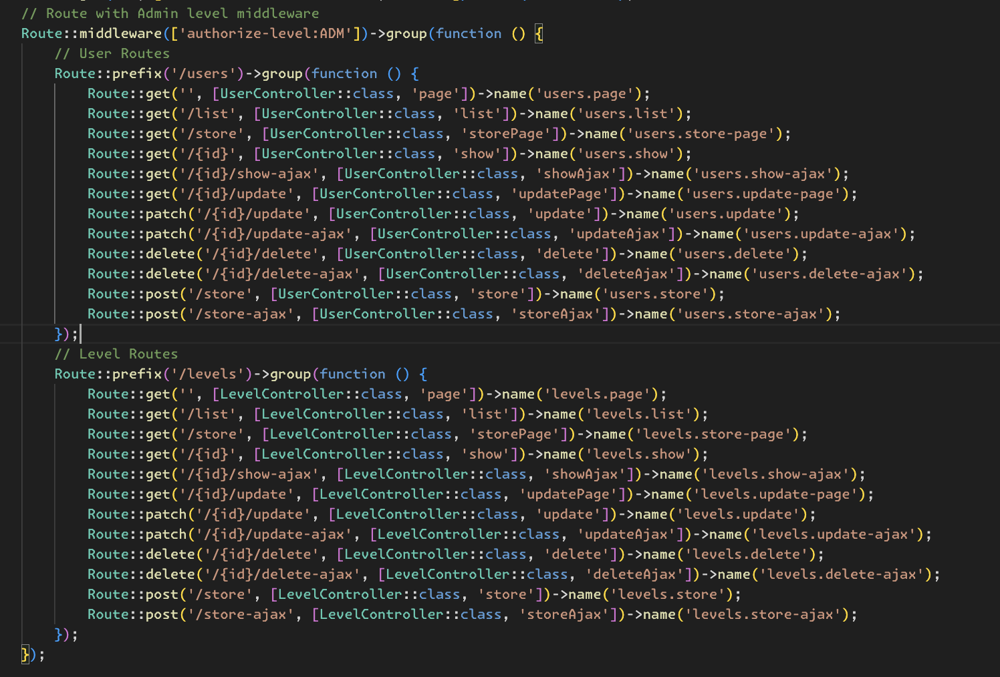 // Route with Admin level middleware
Route::middleware(['authorize-level:ADM'])->group(function () {
    // User Routes
    Route::prefix('/users')->group(function () {
        Route::get('', [UserController::class, 'page'])->name('users.page');
        Route::get('/list', [UserController::class, 'list'])->name('users.list');
        Route::get('/store', [UserController::class, 'storePage'])->name('users.store-page');
        Route::get('/{id}', [UserController::class, 'show'])->name('users.show');
        Route::get('/{id}/show-ajax', [UserController::class, 'showAjax'])->name('users.show-ajax');
        Route::get('/{id}/update', [UserController::class, 'updatePage'])->name('users.update-page');
        Route::patch('/{id}/update', [UserController::class, 'update'])->name('users.update');
        Route::patch('/{id}/update-ajax', [UserController::class, 'updateAjax'])->name('users.update-ajax');
        Route::delete('/{id}/delete', [UserController::class, 'delete'])->name('users.delete');
        Route::delete('/{id}/delete-ajax', [UserController::class, 'deleteAjax'])->name('users.delete-ajax');
        Route::post('/store', [UserController::class, 'store'])->name('users.store');
        Route::post('/store-ajax', [UserController::class, 'storeAjax'])->name('users.store-ajax');
    });
    // Level Routes
    Route::prefix('/levels')->group(function () {
        Route::get('', [LevelController::class, 'page'])->name('levels.page');
        Route::get('/list', [LevelController::class, 'list'])->name('levels.list');
        Route::get('/store', [LevelController::class, 'storePage'])->name('levels.store-page');
        Route::get('/{id}', [LevelController::class, 'show'])->name('levels.show');
        Route::get('/{id}/show-ajax', [LevelController::class, 'showAjax'])->name('levels.show-ajax');
        Route::get('/{id}/update', [LevelController::class, 'updatePage'])->name('levels.update-page');
        Route::patch('/{id}/update', [LevelController::class, 'update'])->name('levels.update');
        Route::patch('/{id}/update-ajax', [LevelController::class, 'updateAjax'])->name('levels.update-ajax');
        Route::delete('/{id}/delete', [LevelController::class, 'delete'])->name('levels.delete');
        Route::delete('/{id}/delete-ajax', [LevelController::class, 'deleteAjax'])->name('levels.delete-ajax');
        Route::post('/store', [LevelController::class, 'store'])->name('levels.store');
        Route::post('/store-ajax', [LevelController::class, 'storeAjax'])->name('levels.store-ajax');
    });
});